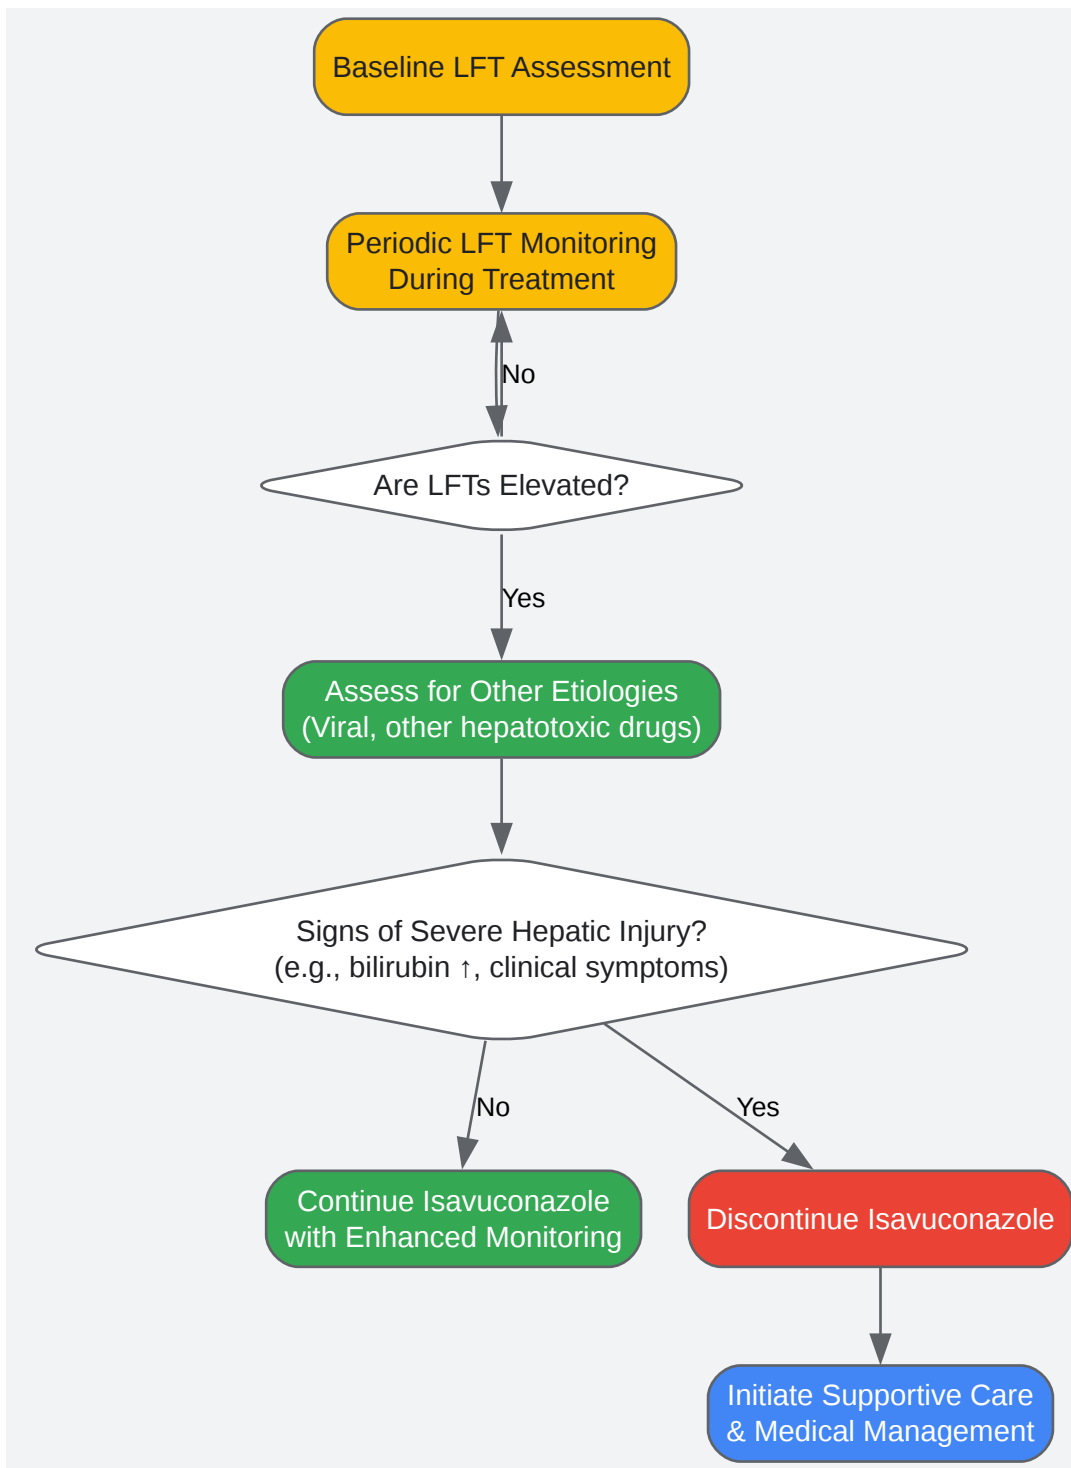 Baseline LFT Assessment
Periodic LFT Monitoring
During Treatment
No
Are LFTs Elevated?
Yes
Assess for Other Etiologies
(Viral, other hepatotoxic drugs)
Signs of Severe Hepatic Injury?
(e.g., bilirubin ↑, clinical symptoms)
No
Yes
Continue Isavuconazole
with Enhanced Monitoring
Discontinue Isavuconazole
Initiate Supportive Care
& Medical Management